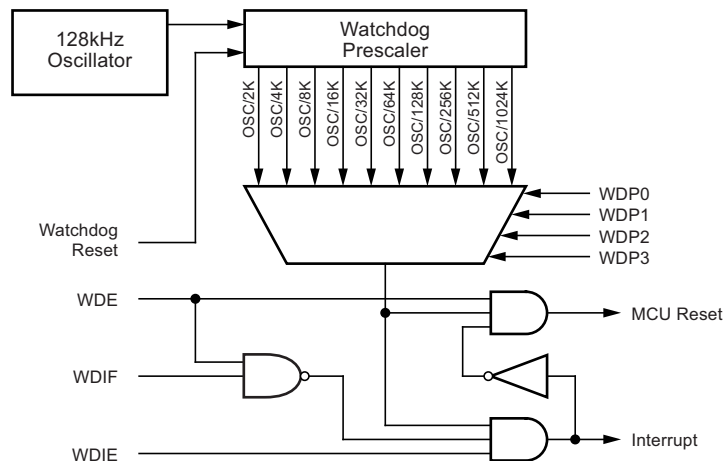 128kHz
Oscillator
Watchdog
Prescaler
OSC/2K
OSC/4K
OSC/8K
OSC/16K
OSC/32K
OSC/64K
OSC/128K
OSC/256K
OSC/512K
OSC/1024K
WDP0
WDP1
WDP2
WDP3
Watchdog
Reset
WDE
MCU Reset
WDIF
Interrupt
WDIE